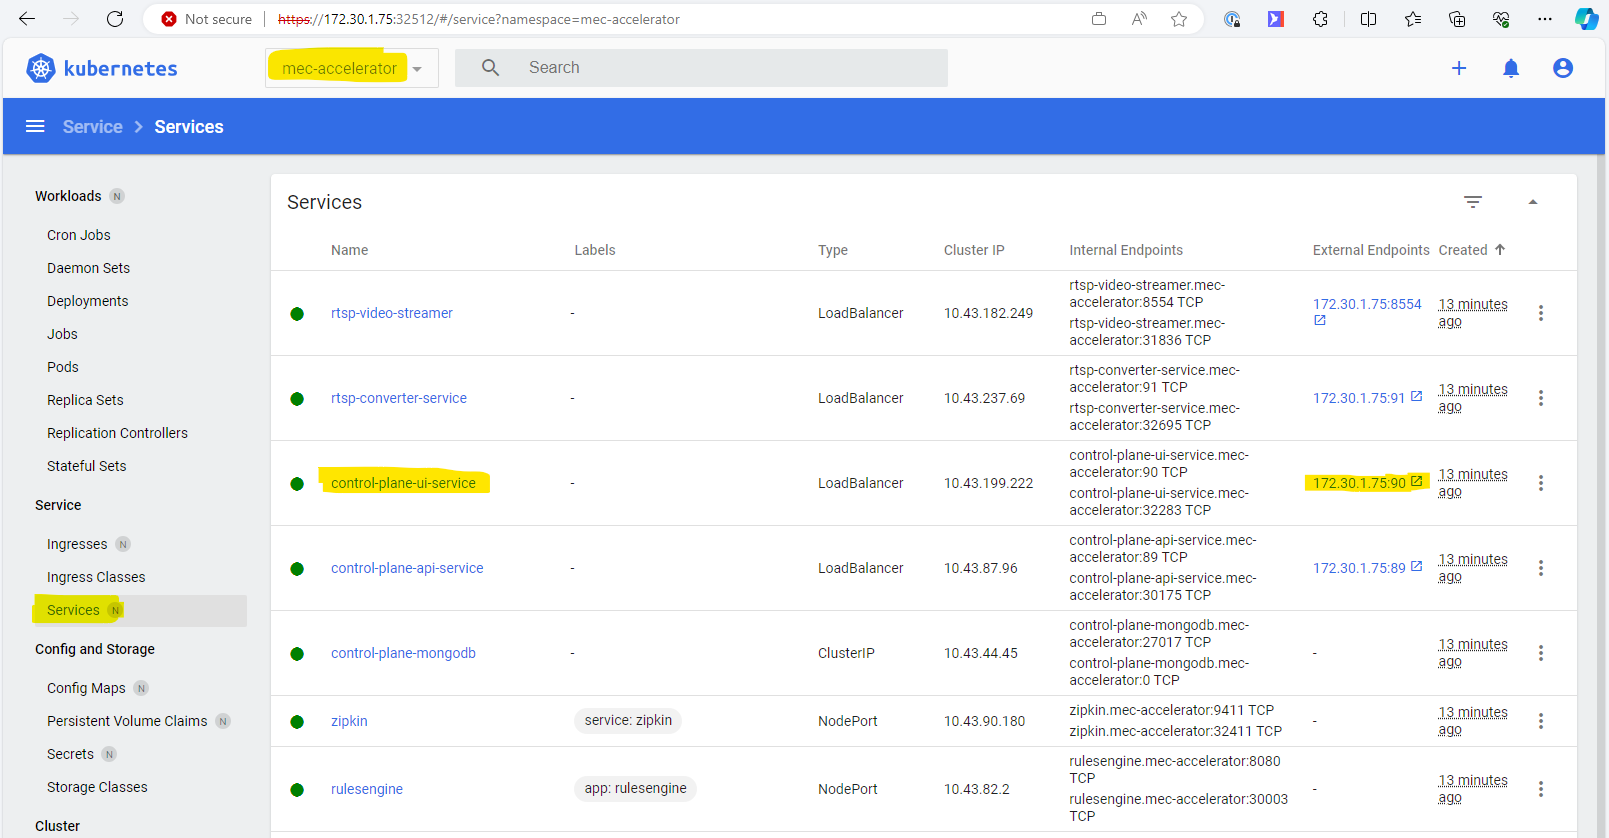 Not secure
https://172.30.1.75:32512/#/service?namespace=mec-accelerator
kubernetes
mec-accelerator
Search
Service
Services
Workloads N
Cron Jobs
Daemon Sets
Deployments
Jobs
Pods
Replica Sets
Replication Controllers
Stateful Sets
Service
Ingresses N
Ingress Classes
Services N
Config and Storage
Config Maps N
Persistent Volume Claims N
Secrets N
Storage Classes
Cluster
Services
Name Labels Type Cluster IP Internal Endpoints External Endpoints Created
rtsp-video-streamer - LoadBalancer 10.43.182.249
rtsp-video-streamer.mec-
accelerator:8554 TCP
rtsp-video-streamer.mec-
accelerator:31836 TCP
172.30.1.75:8554
13 minutes
ago
rtsp-converter-service - LoadBalancer 10.43.237.69
rtsp-converter-service.mec-
accelerator:91 TCP
rtsp-converter-service.mec-
accelerator:32695 TCP
172.30.1.75:91
13 minutes
ago
control-plane-ui-service - LoadBalancer 10.43.199.222
control-plane-ui-service.mec-
accelerator:90 TCP
control-plane-ui-service.mec-
accelerator:32283 TCP
172.30.1.75:90
13 minutes
ago
control-plane-api-service - LoadBalancer 10.43.87.96
control-plane-api-service.mec-
accelerator:89 TCP
control-plane-api-service.mec-
accelerator:30175 TCP
172.30.1.75:89
13 minutes
ago
control-plane-mongodb - ClusterIP 10.43.44.45
control-plane-mongodb.mec-
accelerator:27017 TCP
control-plane-mongodb.mec-
accelerator:0 TCP
-
13 minutes
ago
zipkin service: zipkin NodePort 10.43.90.180
zipkin.mec-accelerator:9411 TCP
zipkin.mec-accelerator:32411 TCP
-
13 minutes
ago
rulesengine app: rulesengine NodePort 10.43.82.2
rulesengine.mec-accelerator:8080
TCP
rulesengine.mec-accelerator:30003
TCP
-
13 minutes
ago